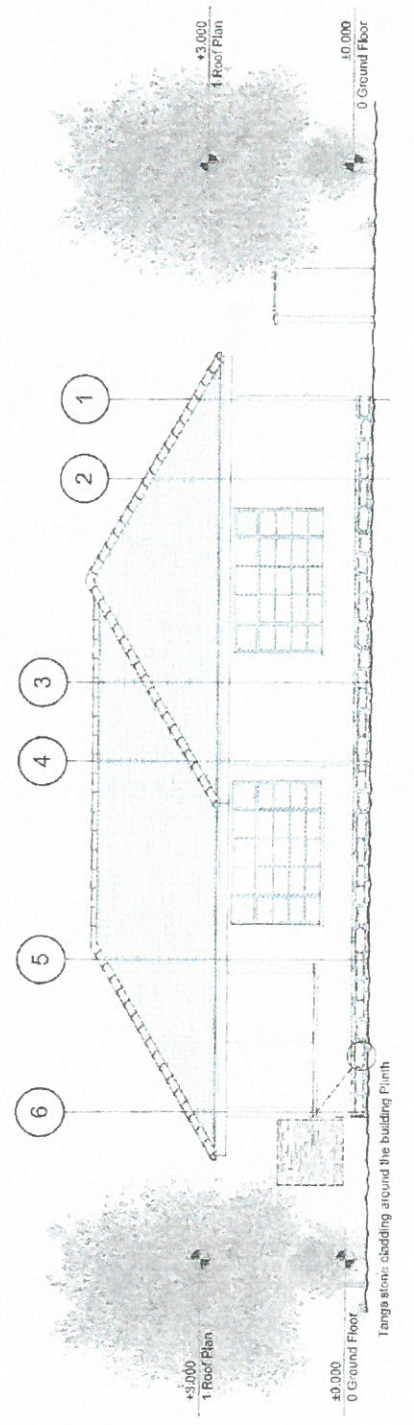 6
5
4
3
2
1
+3.000
1 Roof Plan
±0.000
0 Ground Floor
+3.000
1 Roof Plan
±0.000
0 Ground Floor
Tanga stone cladding around the building Plinth